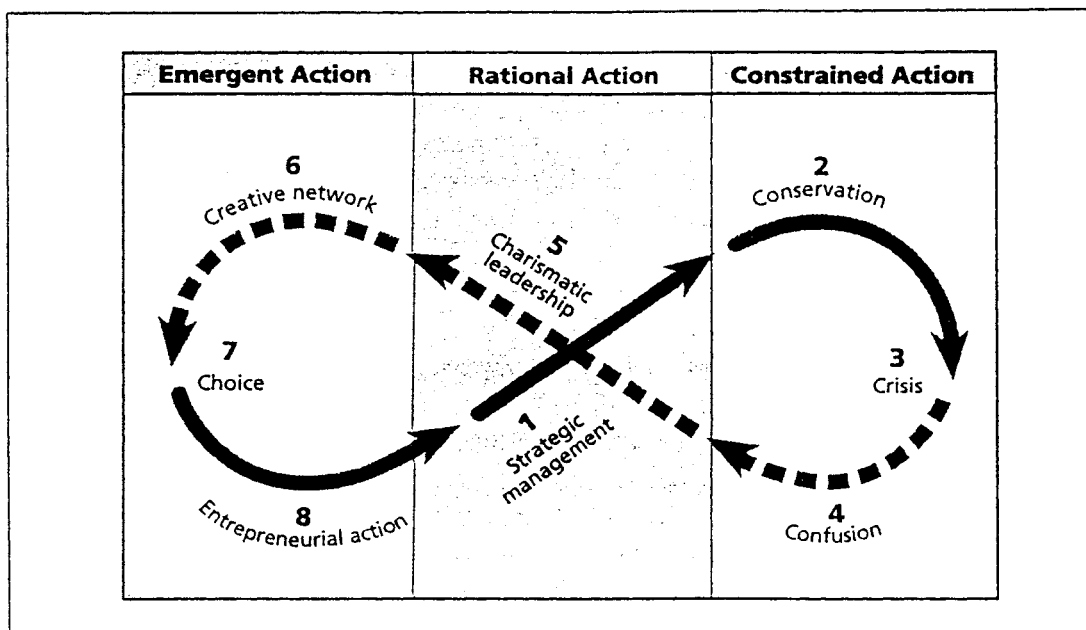 Emergent Action
Rational Action
Constrained Action
6
Creative network
5
Charismatic
leadership
2
Conservation
7
Choice
3
Crisis
1
Strategic
management
8
Entrepreneurial action
4
Confusion